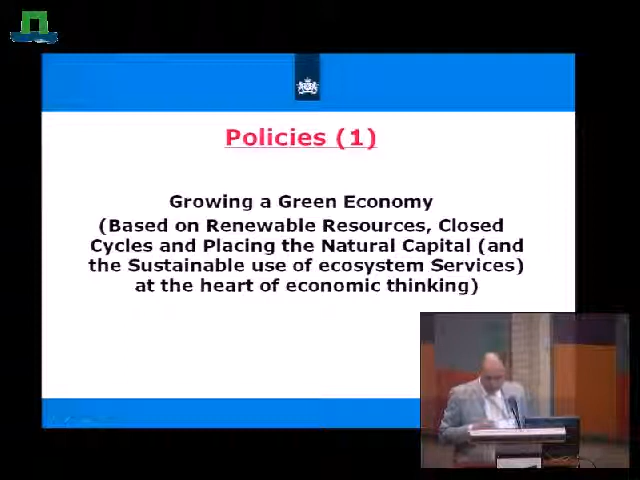 Policies (1)
Growing a Green Economy
(Based on Renewable Resources, Closed
Cycles and Placing the Natural Capital (and
the Sustainable use of ecosystem Services)
at the heart of economic thinking)